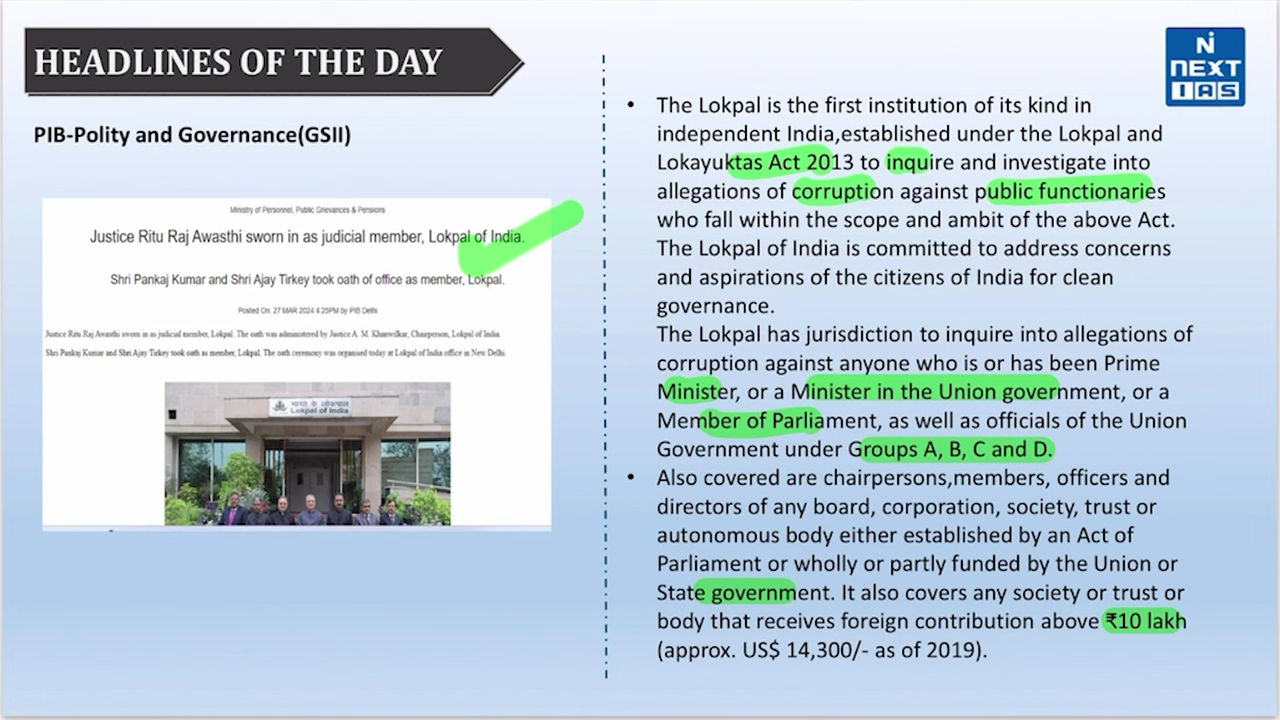 HEADLINES OF THE DAY
PIB-Polity and Governance(GSII)
Ministry of Personnel, Public Grievances & Pensions
Justice Ritu Raj Awasthi sworn in as judicial member, Lokpal of India.
Shri Pankaj Kumar and Shri Ajay Tirkey took oath of office as member, Lokpal.
Posted On: 27 MAR 2024 4:25PM by PIB Delhi
Justice Ritu Raj Awasthi sworn in as judicial member, Lokpal. The oath was administered by Justice A. M. Khanwilkar, Chairperson, Lokpal of India.
Shri Pankaj Kumar and Shri Ajay Tirkey took oath as member, Lokpal. The oath ceremony was organised today at Lokpal of India office in New Delhi.
भारत के लोकपाल
Lokpal of India
N
NEXT
IAS
• The Lokpal is the first institution of its kind in
independent India,established under the Lokpal and
Lokayuktas Act 2013 to inquire and investigate into
allegations of corruption against public functionaries
who fall within the scope and ambit of the above Act.
The Lokpal of India is committed to address concerns
and aspirations of the citizens of India for clean
governance.
The Lokpal has jurisdiction to inquire into allegations of
corruption against anyone who is or has been Prime
Minister, or a Minister in the Union government, or a
Member of Parliament, as well as officials of the Union
Government under Groups A, B, C and D.
• Also covered are chairpersons,members, officers and
directors of any board, corporation, society, trust or
autonomous body either established by an Act of
Parliament or wholly or partly funded by the Union or
State government. It also covers any society or trust or
body that receives foreign contribution above ₹10 lakh
(approx. US$ 14,300/- as of 2019).